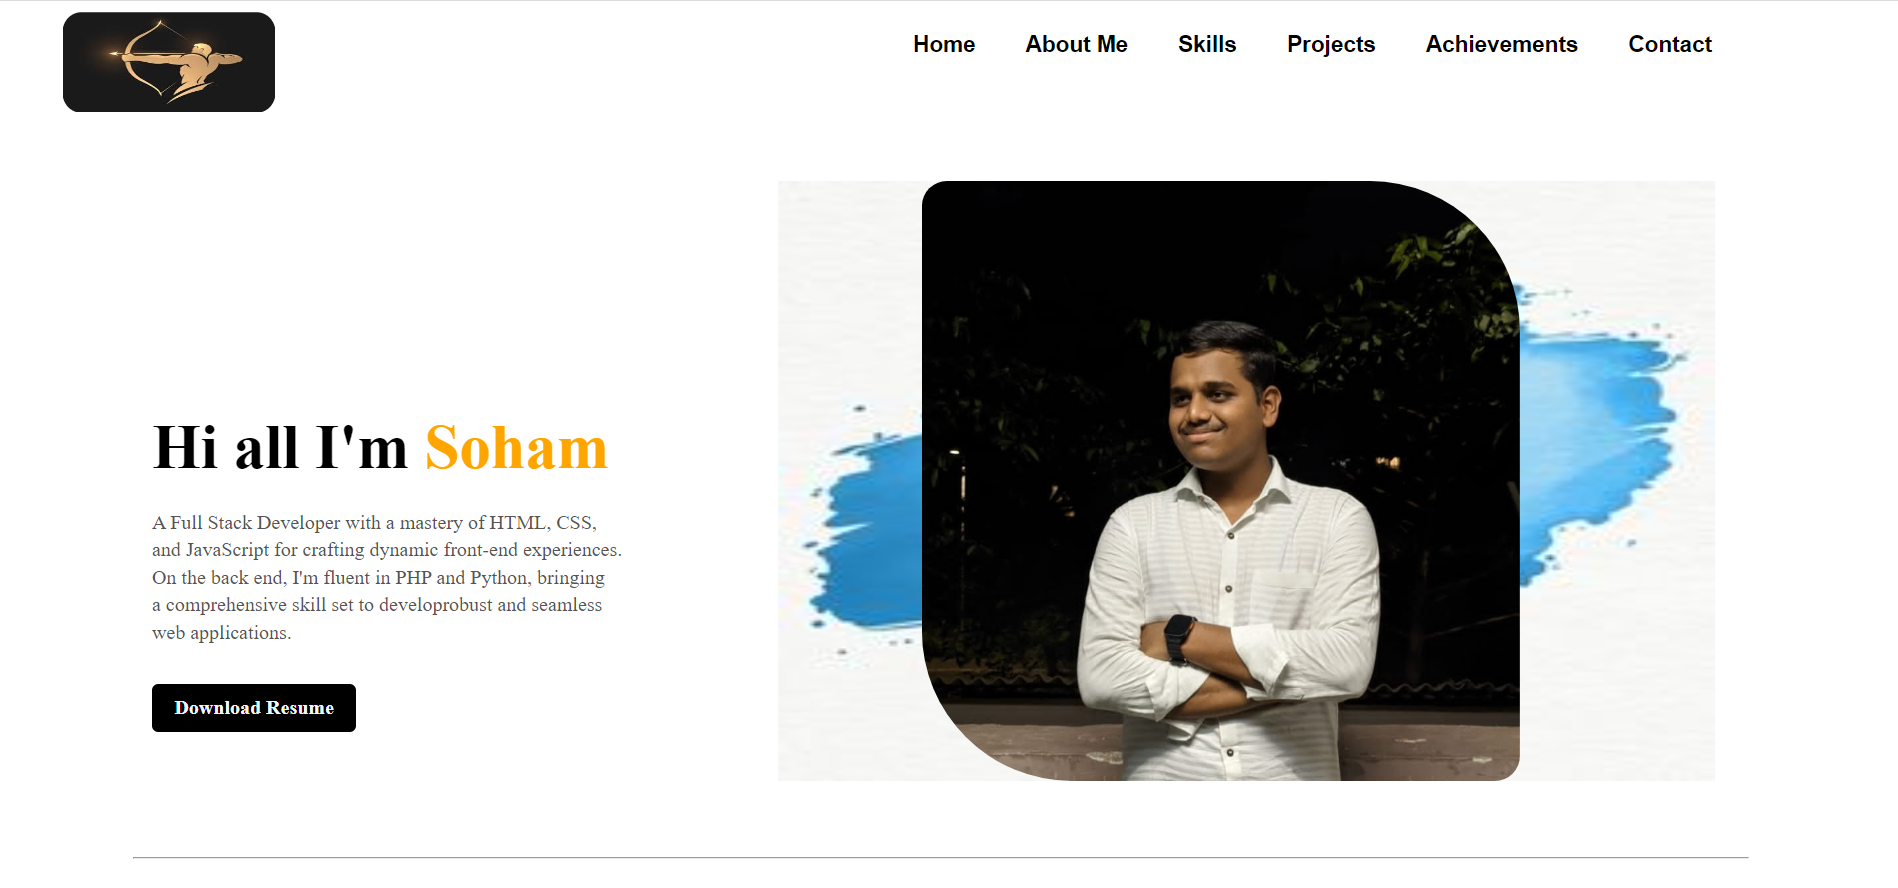 Home About Me Skills Projects Achievements Contact
Hi all I'm Soham
A Full Stack Developer with a mastery of HTML, CSS,
and JavaScript for crafting dynamic front-end experiences.
On the back end, I'm fluent in PHP and Python, bringing
a comprehensive skill set to developrobust and seamless
web applications.
Download Resume